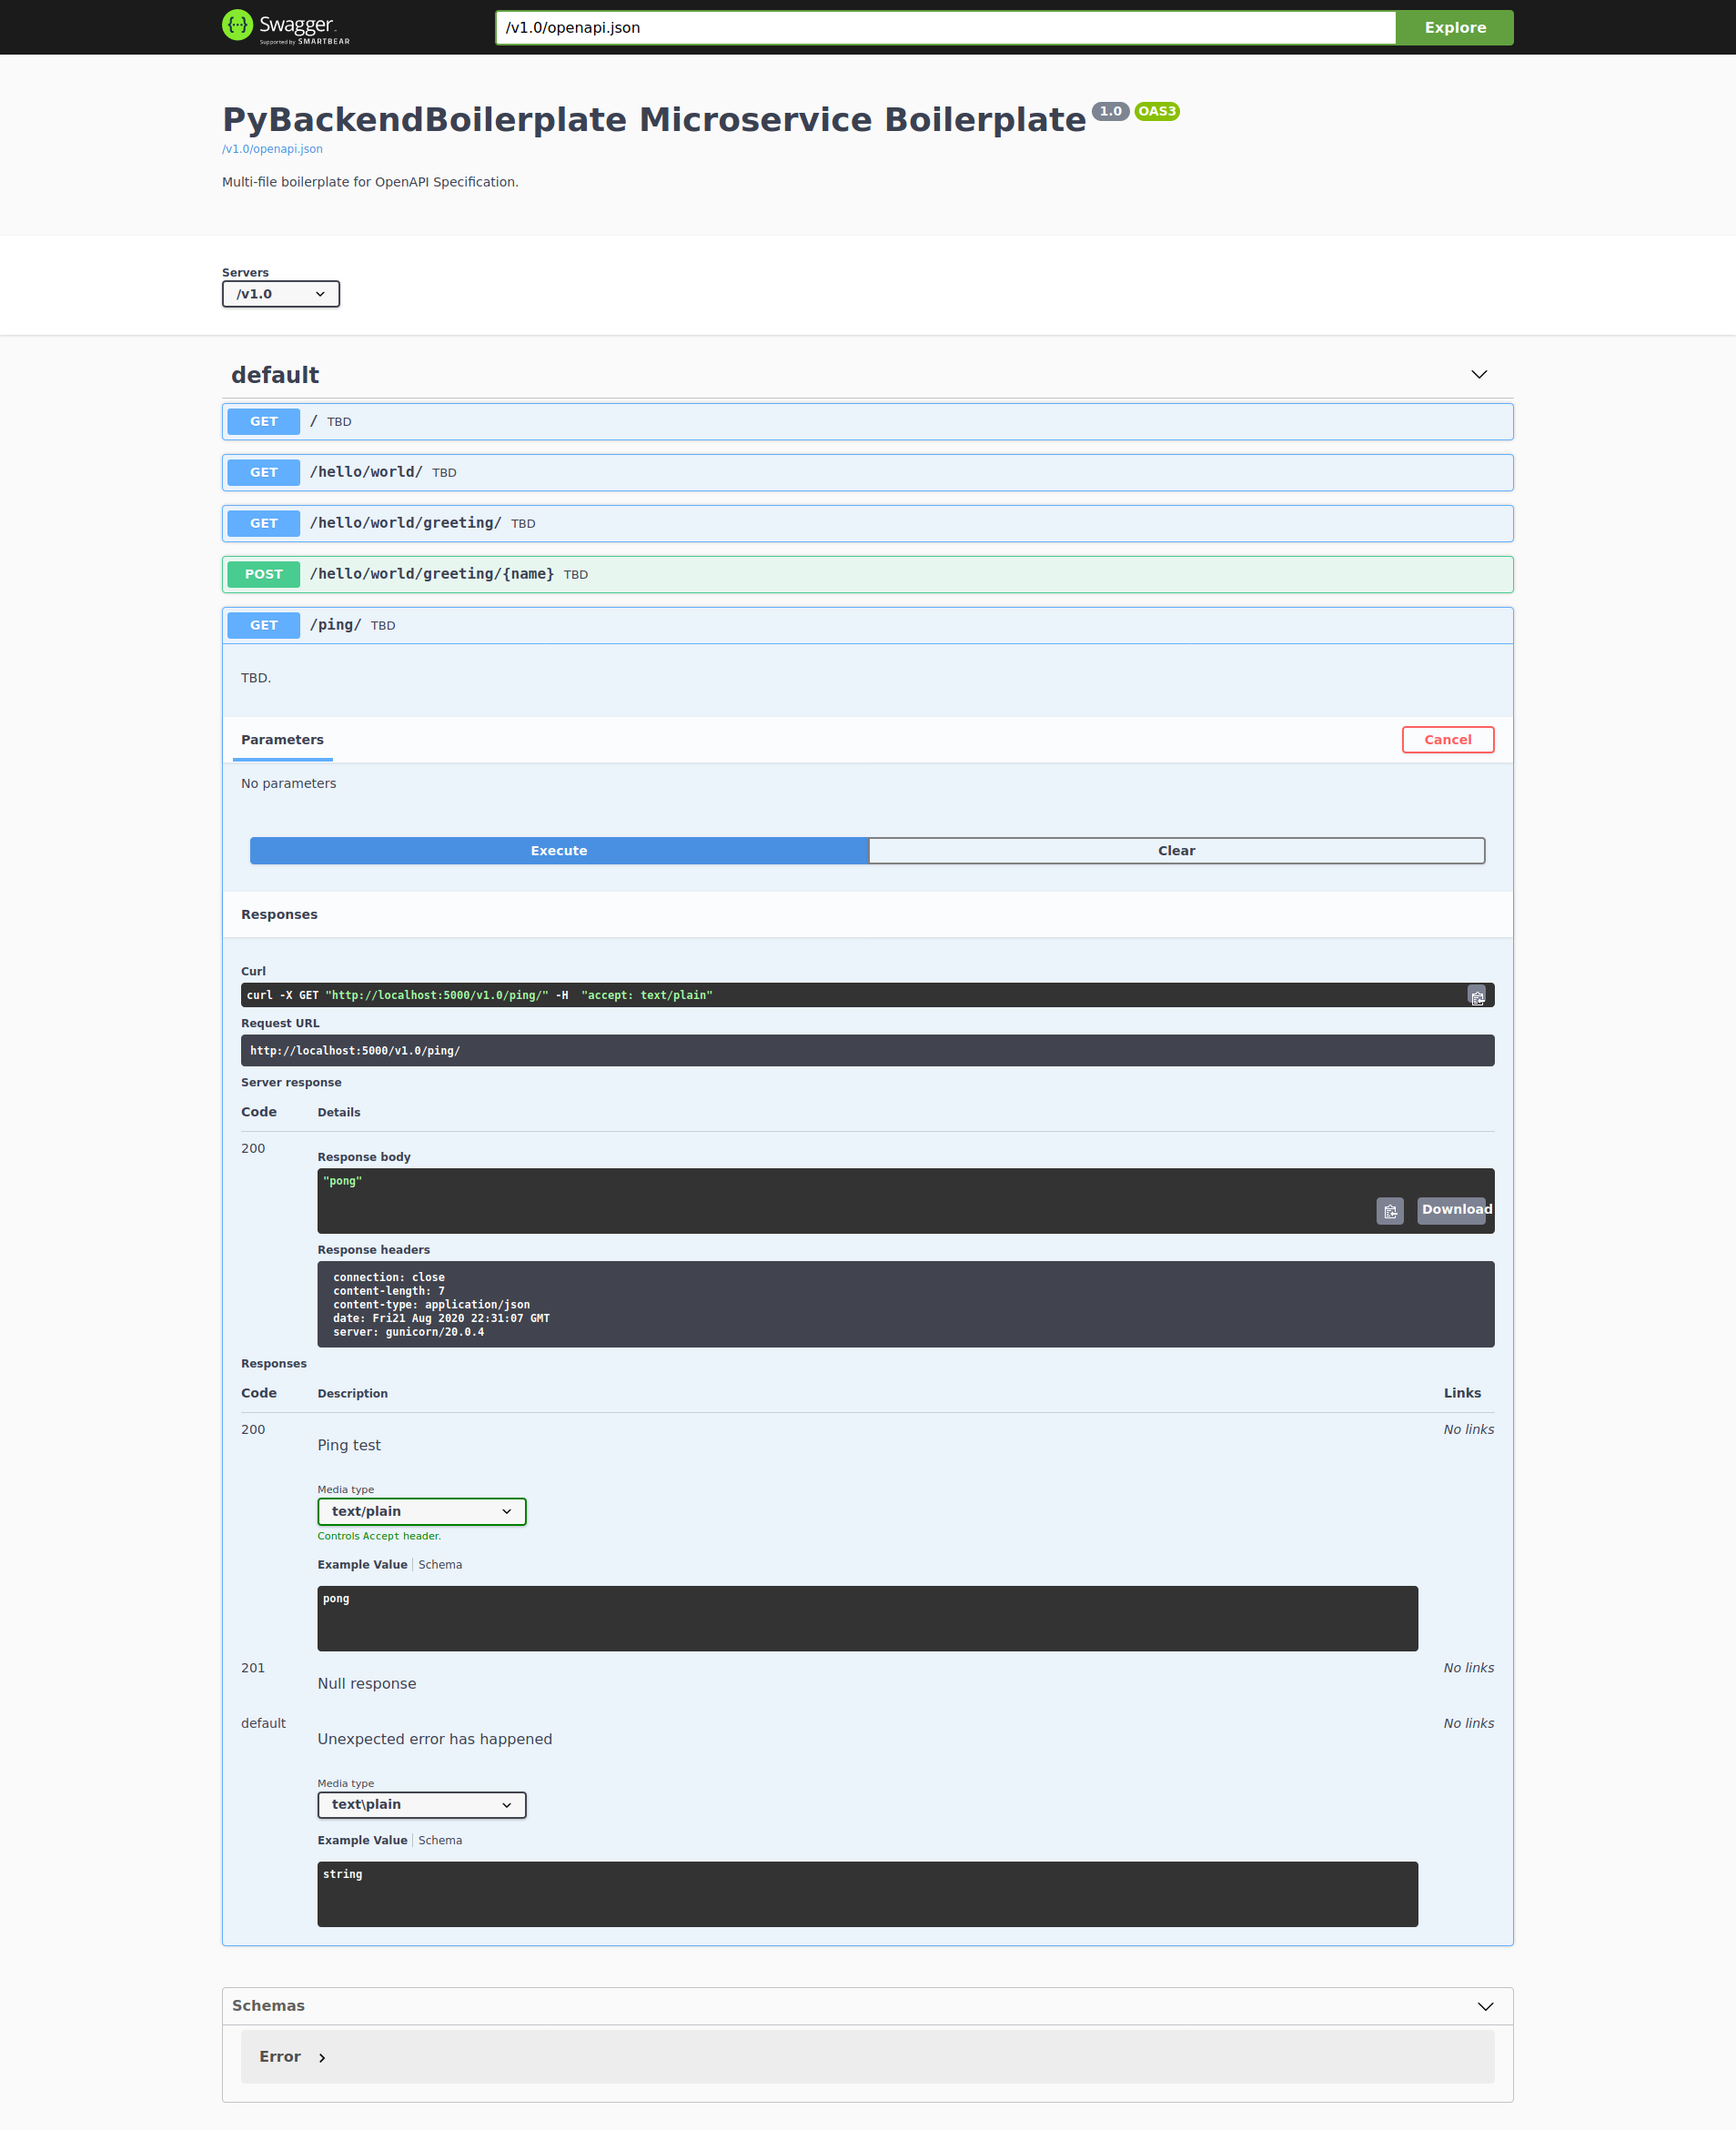 Swagger
Supported by SMARTBEAR
/v1.0/openapi.json
Explore
PyBackendBoilerplate Microservice Boilerplate 1.0 OAS3
/v1.0/openapi.json
Multi-file boilerplate for OpenAPI Specification.
Servers
/v1.0
default
GET / TBD
GET /hello/world/ TBD
GET /hello/world/greeting/ TBD
POST /hello/world/greeting/{name} TBD
GET /ping/ TBD
TBD.
Parameters Cancel
No parameters
Execute Clear
Responses
Curl
curl -X GET "http://localhost:5000/v1.0/ping/" -H  "accept: text/plain"
Request URL
http://localhost:5000/v1.0/ping/
Server response
Code Details
200
Response body
"pong"
Download
Response headers
connection: close
content-length: 7
content-type: application/json
date: Fri21 Aug 2020 22:31:07 GMT
server: gunicorn/20.0.4
Responses
Code Description Links
200 No links
Ping test
Media type
text/plain
Controls Accept header.
Example Value Schema
pong
201 No links
Null response
default No links
Unexpected error has happened
Media type
text\plain
Example Value Schema
string
Schemas
Error